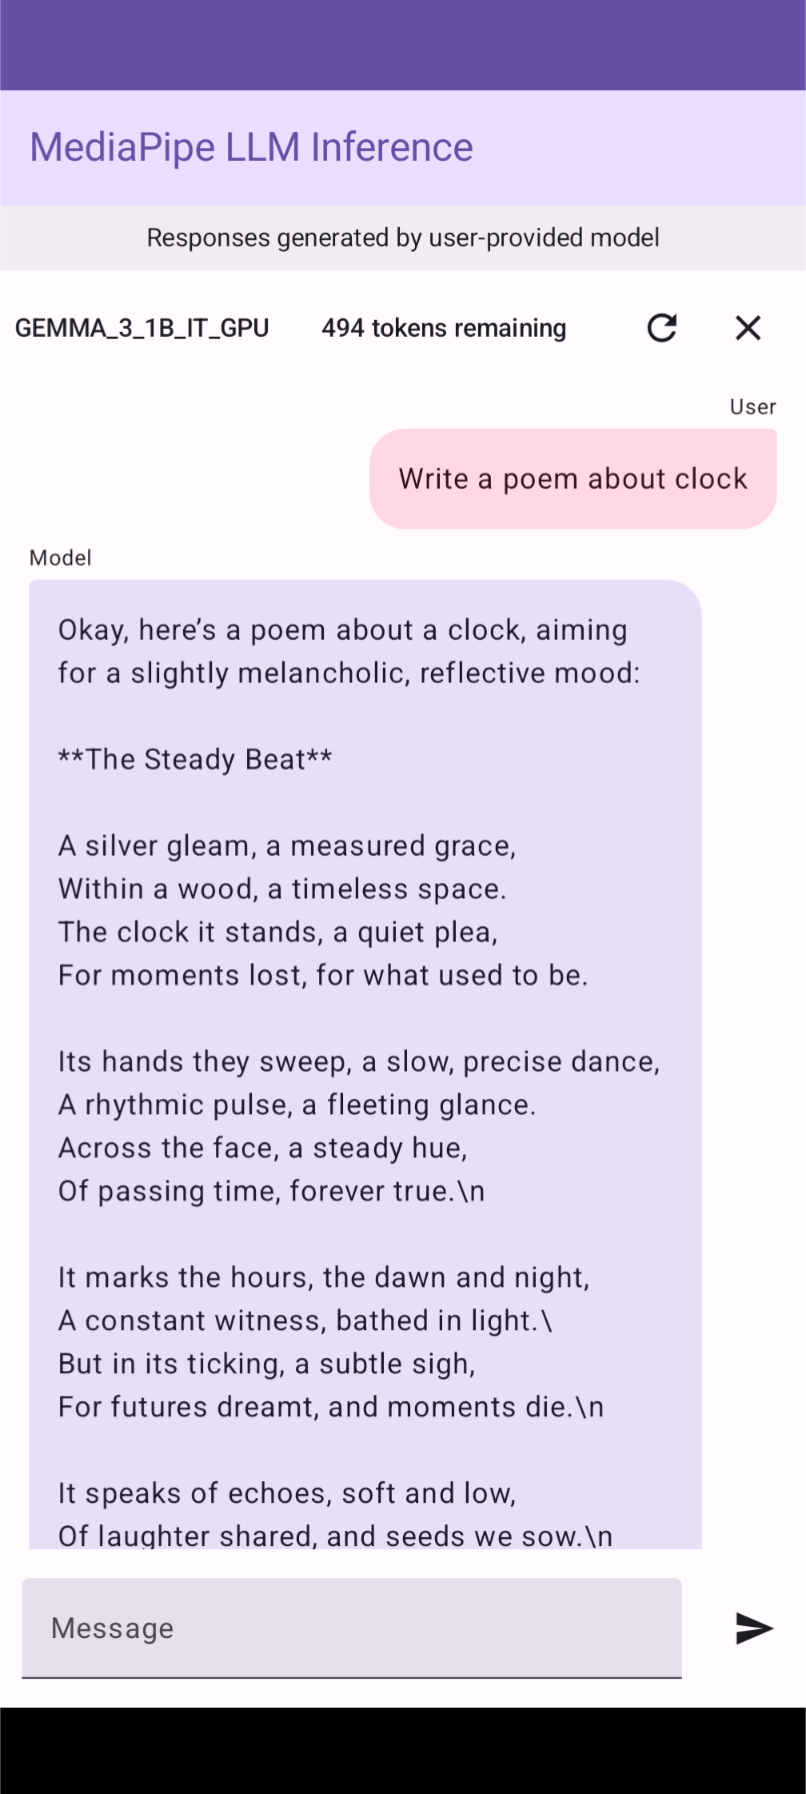 MediaPipe LLM Inference
Responses generated by user-provided model
GEMMA_3_1B_IT_GPU 494 tokens remaining
User
Write a poem about clock
Model
Okay, here’s a poem about a clock, aiming
for a slightly melancholic, reflective mood:
**The Steady Beat**
A silver gleam, a measured grace,
Within a wood, a timeless space.
The clock it stands, a quiet plea,
For moments lost, for what used to be.
Its hands they sweep, a slow, precise dance,
A rhythmic pulse, a fleeting glance.
Across the face, a steady hue,
Of passing time, forever true.\n
It marks the hours, the dawn and night,
A constant witness, bathed in light.\
But in its ticking, a subtle sigh,
For futures dreamt, and moments die.\n
It speaks of echoes, soft and low,
Of laughter shared, and seeds we sow.\n
Message